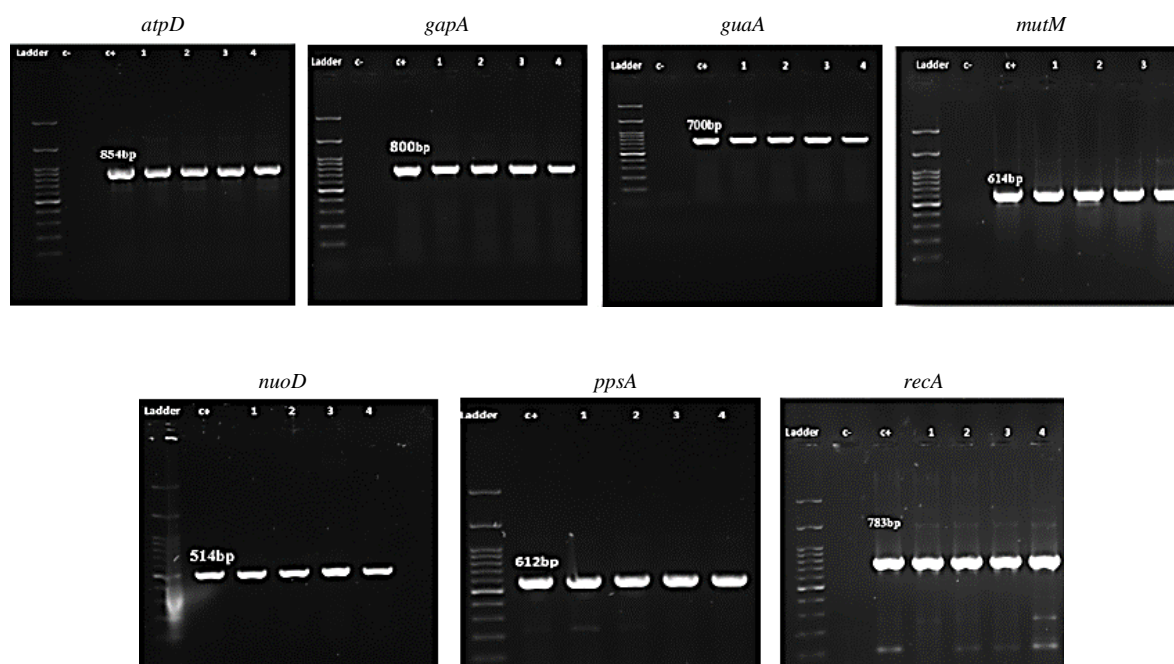 atpD gapA guaA mutM
Ladder c- c+ 1 2 3 4
854bp
Ladder c- c+ 1 2 3 4
800bp
Ladder c- c+ 1 2 3 4
700bp
Ladder c- c+ 1 2 3
614bp
nuoD ppsA recA
Ladder c+ 1 2 3 4
514bp
Ladder c+ 1 2 3 4
612bp
Ladder c- c+ 1 2 3 4
783bp